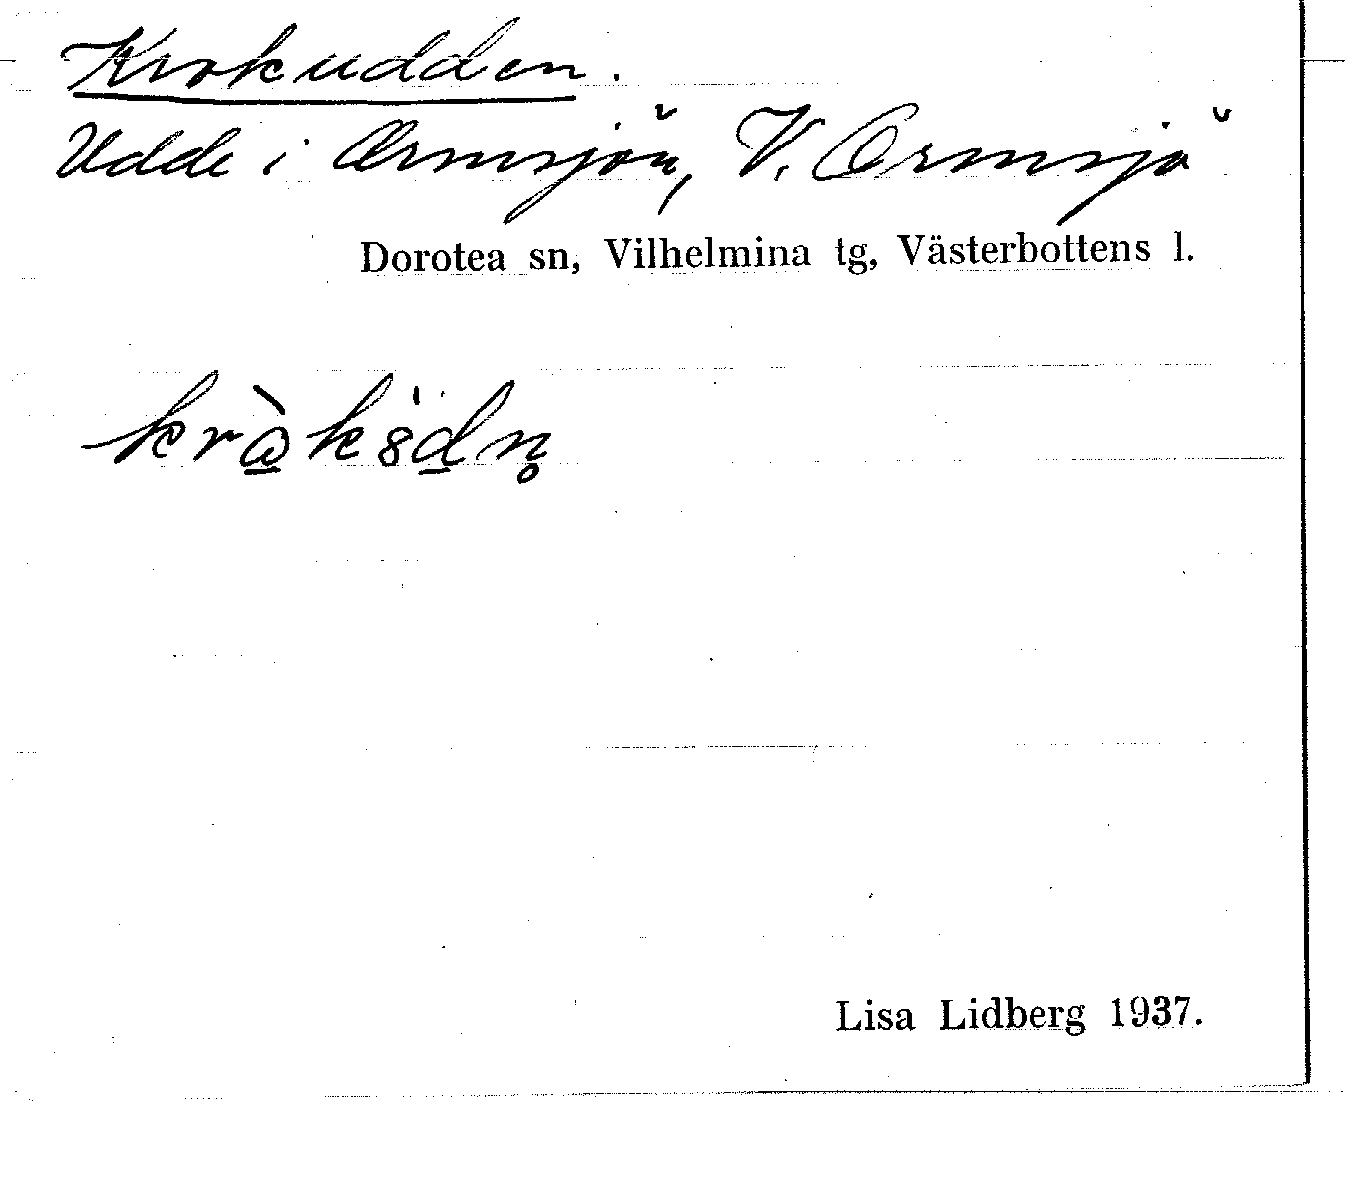 Krokudden.
Udde i Ormsjön, V. Ormsjö
Dorotea sn, Vilhelmina tg, Västerbottens l.
Lisa Lidberg 1937.